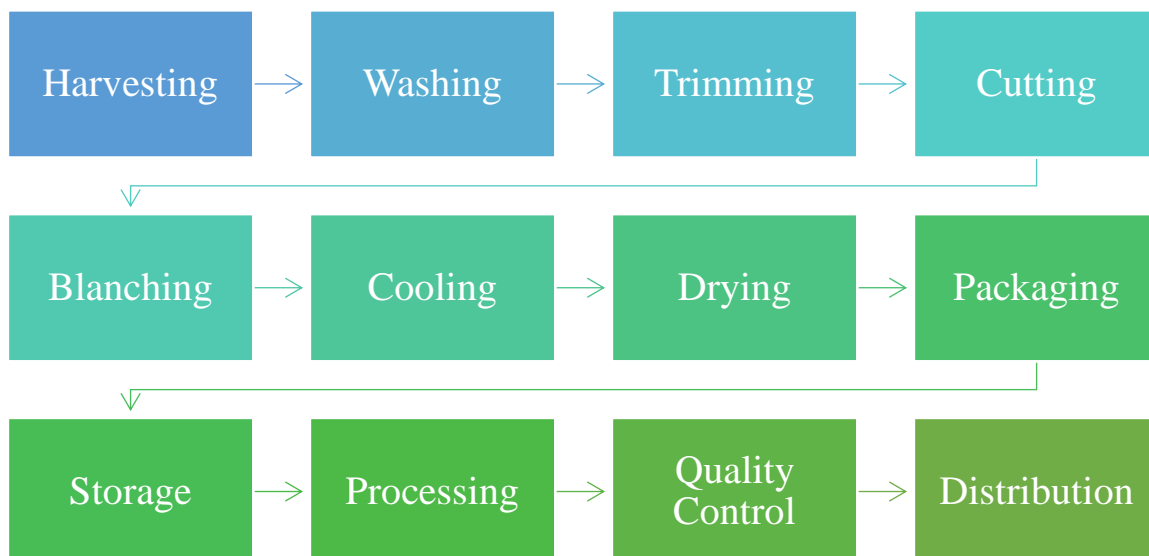 Harvesting
Washing
Trimming
Cutting
Blanching
Cooling
Drying
Packaging
Storage
Processing
Quality
Control
Distribution